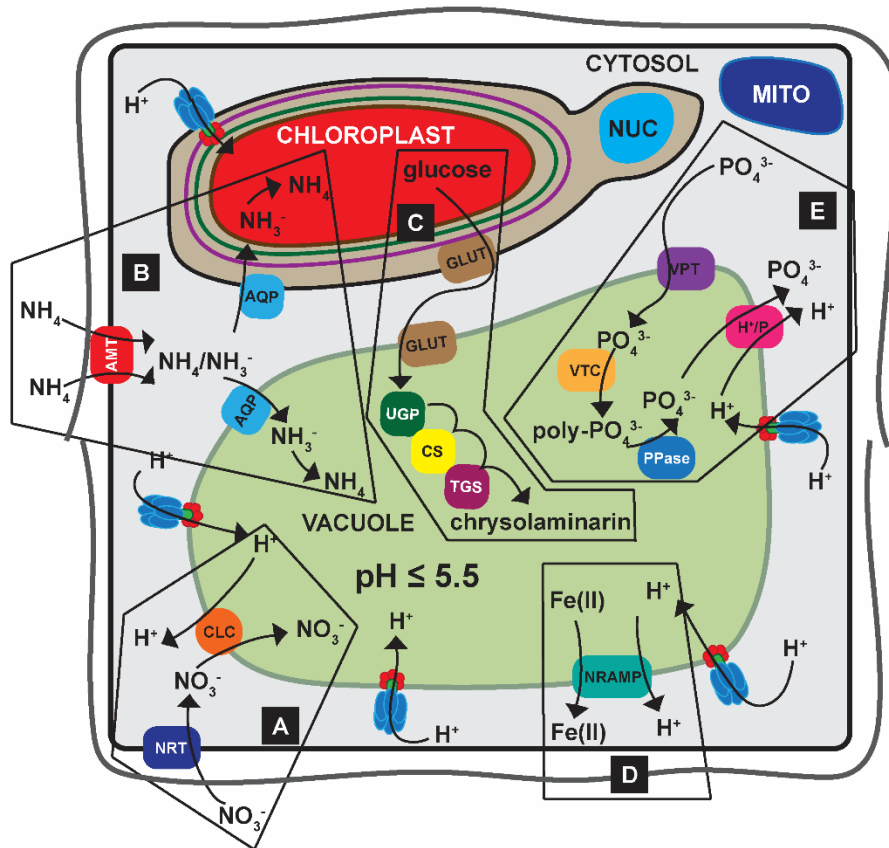 CYTOSOL
MITO
NUC
H⁺
CHLOROPLAST
NH₄
NH₃⁻
glucose
C
GLUT
PO₄³⁻
E
B
AQP
VPT
PO₄³⁻
H⁺/P
H⁺
NH₄
AMT
NH₄/NH₃⁻
NH₄
GLUT
PO₄³⁻
VTC
AQP
UGP
PO₄³⁻
H⁺
NH₃⁻
CS
poly-PO₄³⁻
PPase
H⁺
TGS
H⁺
NH₄
VACUOLE
chrysolaminarin
H⁺
pH ≤ 5.5
Fe(II)
H⁺
H⁺
CLC
NO₃⁻
H⁺
H⁺
NO₃⁻
NRAMP
NRT
A
H⁺
Fe(II)
H⁺
D
NO₃⁻